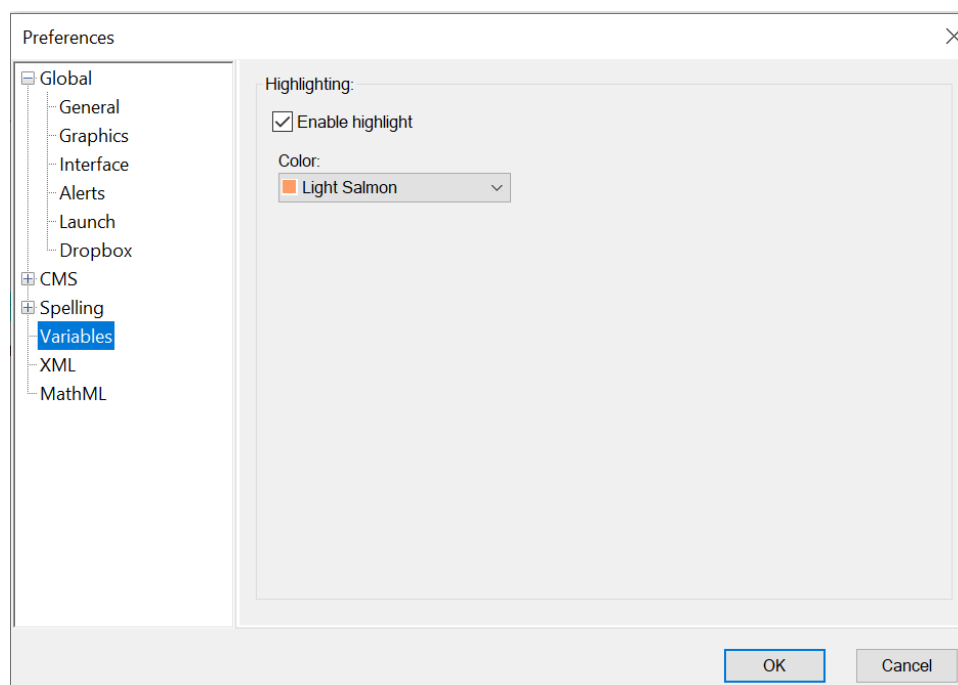 Preferences
Global
General
Graphics
Interface
Alerts
Launch
Dropbox
CMS
Spelling
Variables
XML
MathML
Highlighting:
Enable highlight
Color:
Light Salmon
OK
Cancel